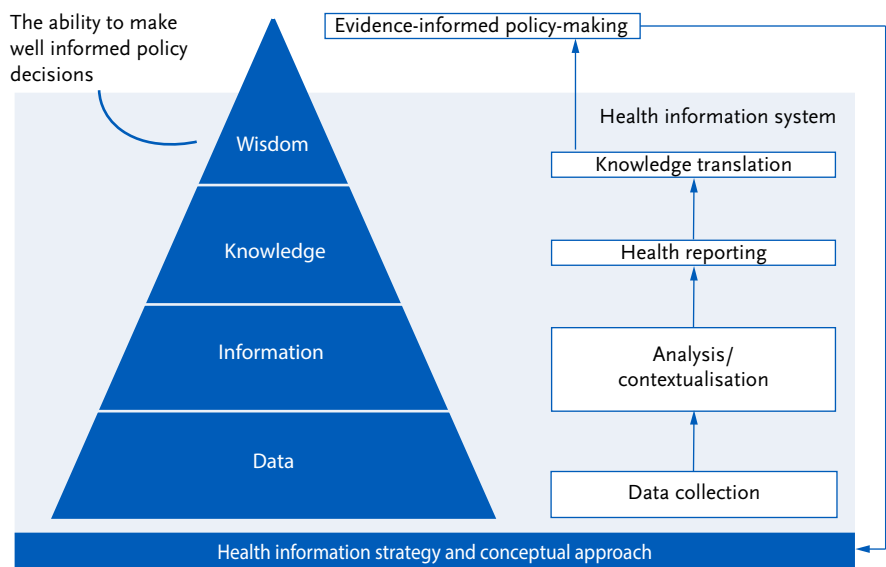 The ability to make
well informed policy
decisions
Evidence-informed policy-making
Health information system
Wisdom
Knowledge translation
Knowledge
Health reporting
Information
Analysis/
contextualisation
Data
Data collection
Health information strategy and conceptual approach